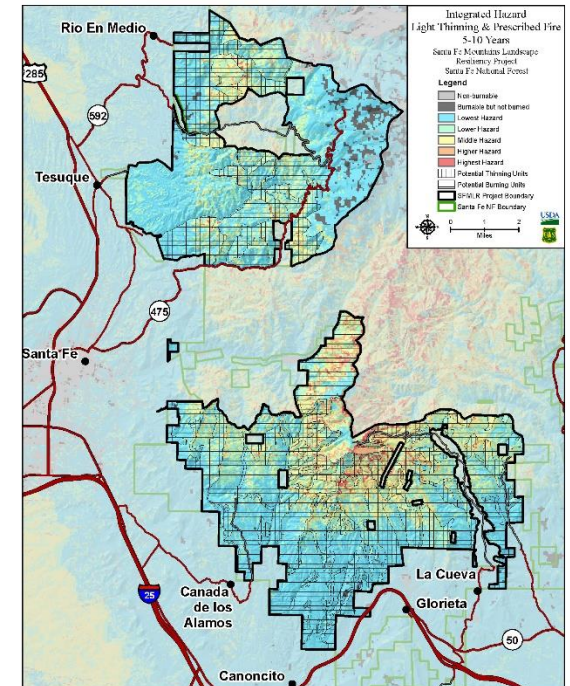 Integrated Hazard
Light Thinning & Prescribed Fire
5-10 Years
Santa Fe Mountains Landscape
Resiliency Project
Santa Fe National Forest
Legend
Non-burnable
Burnable but not burned
Lowest Hazard
Lower Hazard
Middle Hazard
Higher Hazard
Highest Hazard
Potential Thinning Units
Potential Burning Units
SFMLR Project Boundary
Santa Fe NF Boundary
0 1 2
Miles
USDA
Rio En Medio
285
592
Tesuque
475
Santa Fe
25
Canada
de los
Alamos
La Cueva
Glorieta
50
Canoncito